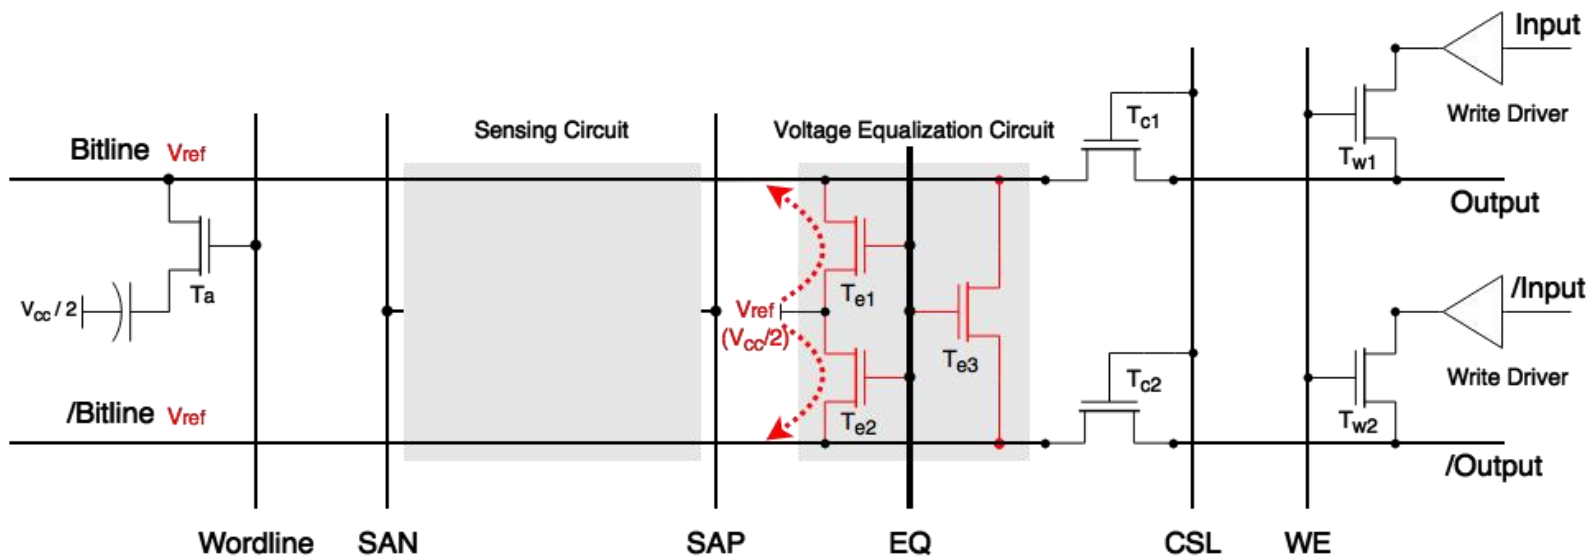 Input
Write Driver
Sensing Circuit
Voltage Equalization Circuit
Tc1
Tw1
Bitline Vref
Output
Ta
Vcc / 2
Vref
(Vcc/2)
Te1
Te3
/Input
Write Driver
Tc2
Tw2
/Bitline Vref
Te2
/Output
Wordline SAN SAP EQ CSL WE